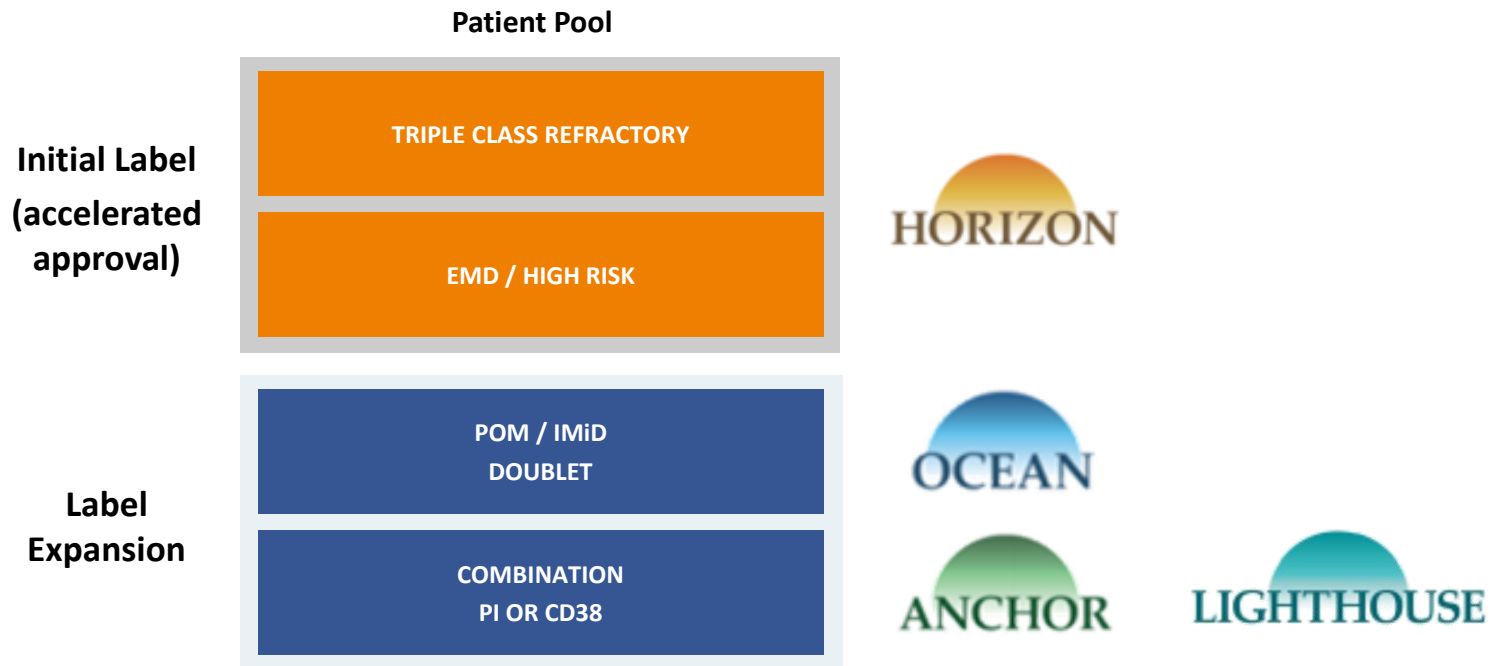 Patient Pool
Initial Label
(accelerated
approval)
TRIPLE CLASS REFRACTORY
EMD / HIGH RISK
HORIZON
Label
Expansion
POM / IMiD
DOUBLET
OCEAN
COMBINATION
PI OR CD38
ANCHOR
LIGHTHOUSE